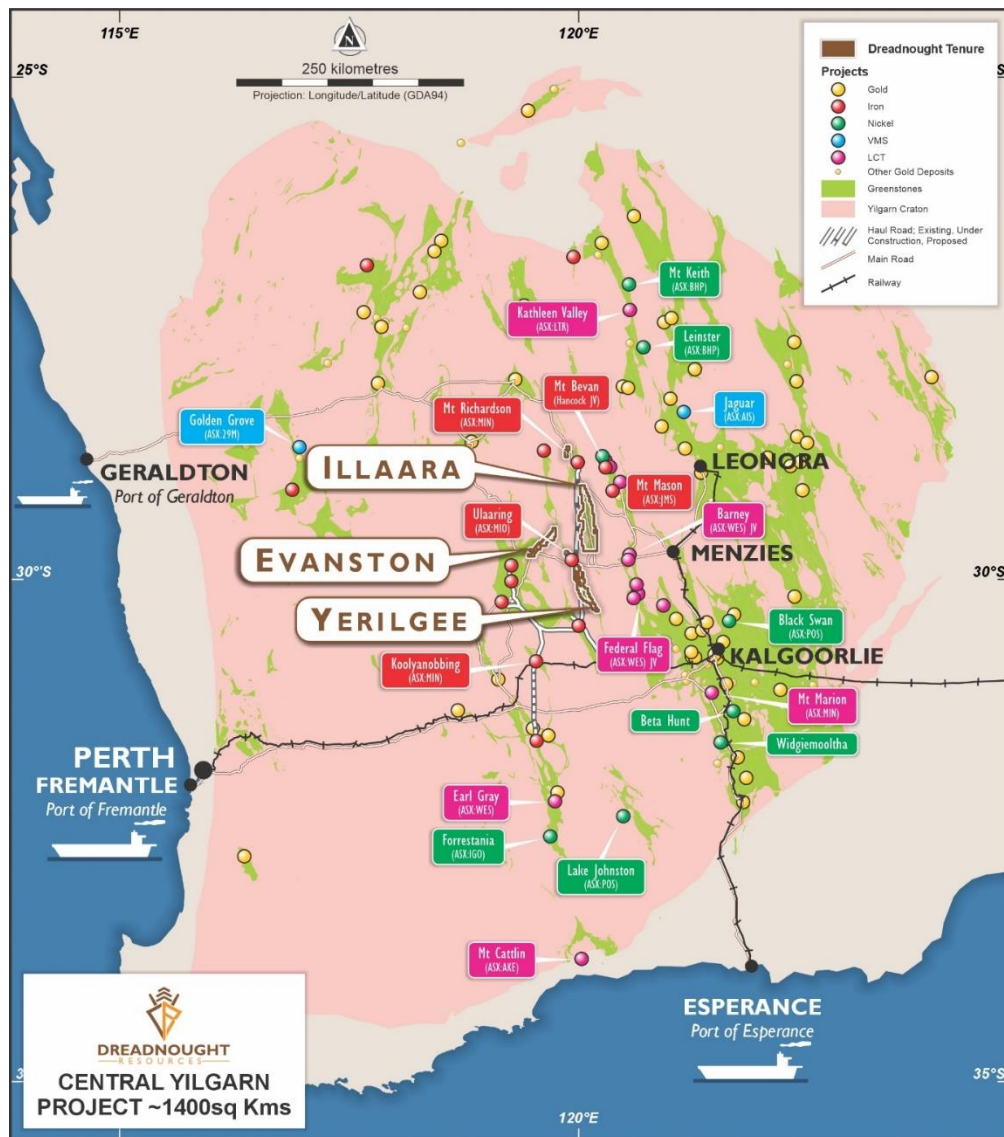 115°E
120°E
25°S
25°S
N
250 kilometres
Projection: Longitude/Latitude (GDA94)
Dreadnought Tenure
Projects
Gold
Iron
Nickel
VMS
LCT
Other Gold Deposits
Greenstones
Yilgarn Craton
Haul Road; Existing, Under
Construction, Proposed
Main Road
Railway
Mt Keith
(ASX:BHP)
Kathleen Valley
(ASX:LTR)
Leinster
(ASX:BHP)
Mt Bevan
(Hancock JV)
Mt Richardson
(ASX:MIN)
Jaguar
(ASX:AIS)
Golden Grove
(ASX:29M)
GERALDTON
Port of Geraldton
ILLAARA
LEONORA
Mt Mason
(ASX:JMS)
Ulaaring
(ASX:MIO)
Barney
(ASX:WES) JV
EVANSTON
MENZIES
30°S
30°S
YERILGEE
Black Swan
(ASX:POS)
Federal Flag
(ASX:WES) JV
KALGOORLIE
Koolyanobbing
(ASX:MIN)
Mt Marion
(ASX:MIN)
Beta Hunt
Widgiemooltha
PERTH
FREMANTLE
Port of Fremantle
Earl Gray
(ASX:WES)
Forrestania
(ASX:IGO)
Lake Johnston
(ASX:POS)
Mt Cattlin
(ASX:AKE)
ESPERANCE
Port of Esperance
DREADNOUGHT
RESOURCES
CENTRAL YILGARN
PROJECT ~1400sq Kms
35°S
120°E